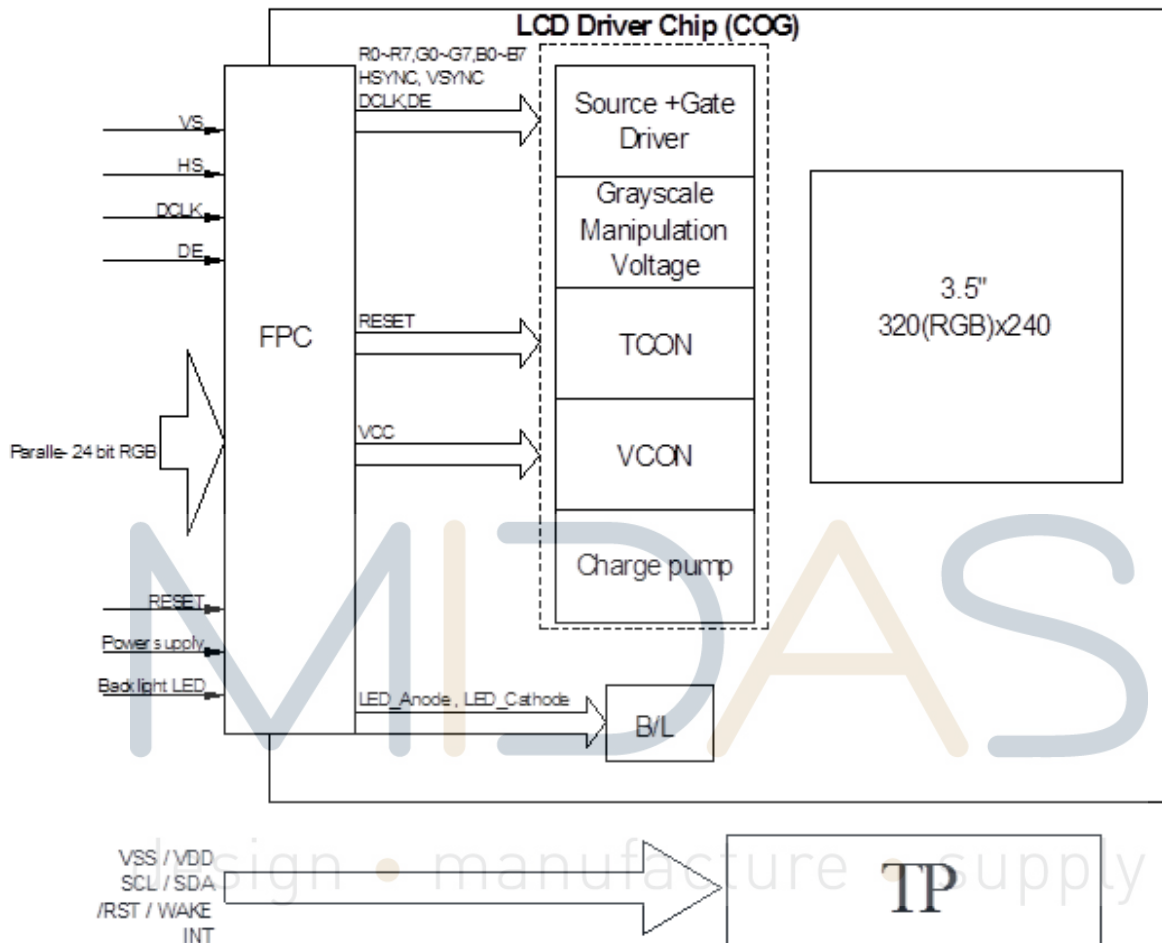 LCD Driver Chip (COG)
R0~R7,G0~G7,B0~B7
HSYNC, VSYNC
DCLK,DE
VS
HS
DCLK
DE
FPC
Source +Gate
Driver
Grayscale
Manipulation
Voltage
3.5"
320(RGB)x240
RESET
TCON
Paralle- 24 bit RGB
VCC
VCON
Charge pump
RESET
Power supply
Backlight LED
LED_Anode , LED_Cathode
B/L
MIDAS
design • manufacture • supply
VSS / VDD
SCL / SDA
/RST / WAKE
INT
TP